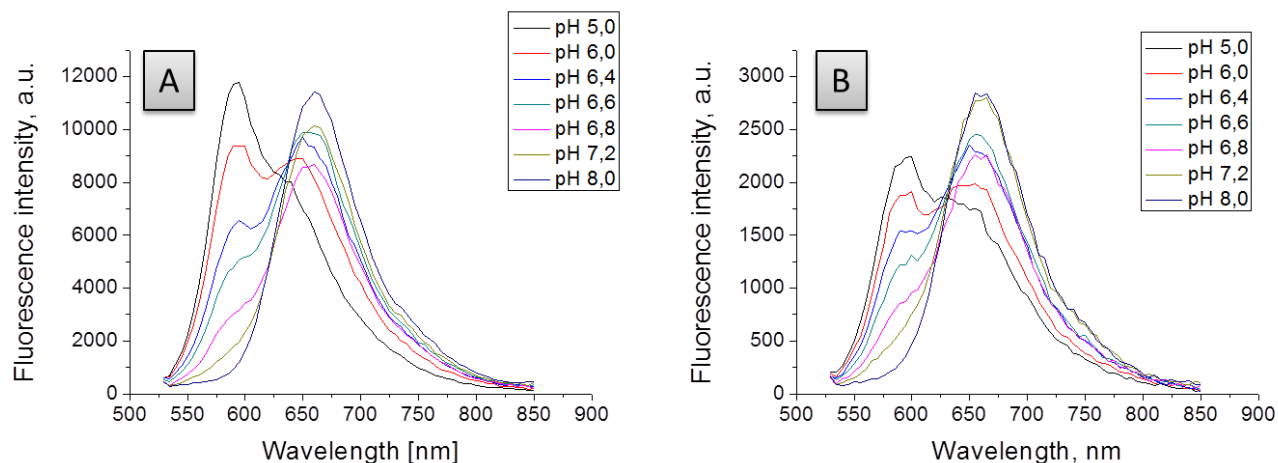 A
Fluorescence intensity, a.u.
12000
10000
8000
6000
4000
2000
0
500 550 600 650 700 750 800 850 900
Wavelength [nm]
pH 5,0
pH 6,0
pH 6,4
pH 6,6
pH 6,8
pH 7,2
pH 8,0
B
Fluorescence intensity, a.u.
3000
2500
2000
1500
1000
500
0
500 550 600 650 700 750 800 850 900
Wavelength, nm
pH 5,0
pH 6,0
pH 6,4
pH 6,6
pH 6,8
pH 7,2
pH 8,0